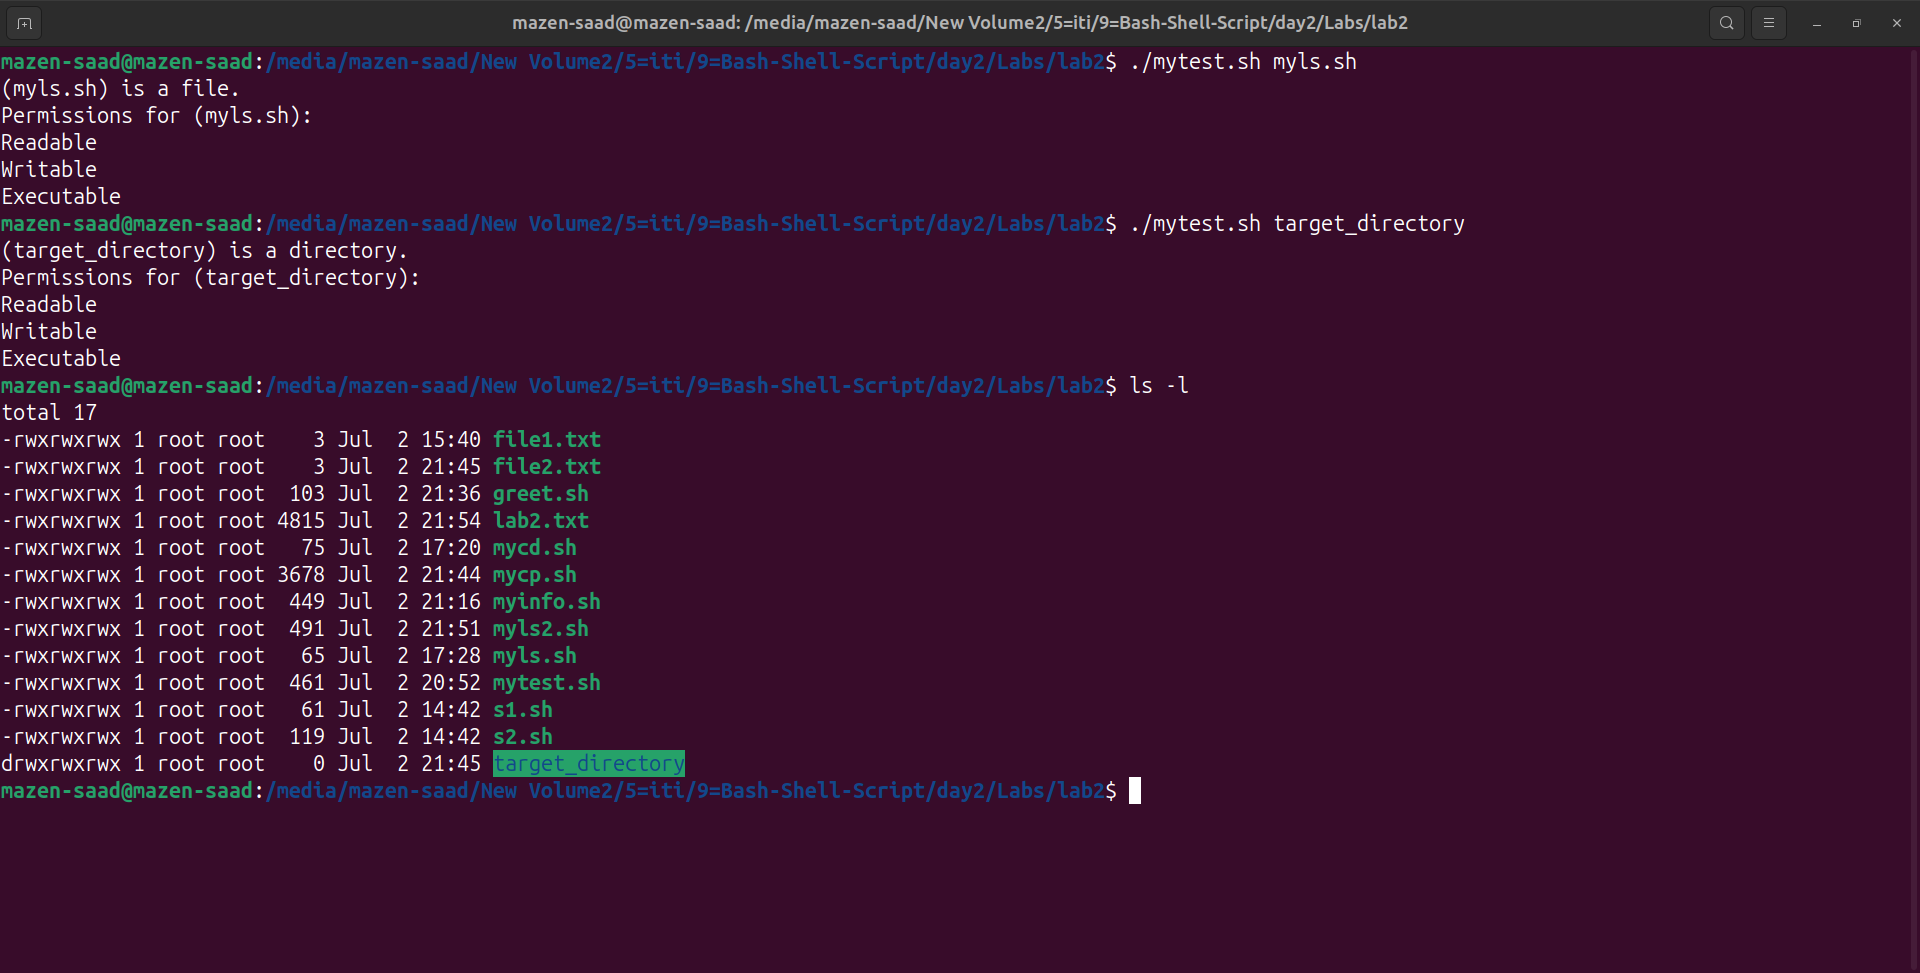 mazen-saad@mazen-saad: /media/mazen-saad/New Volume2/5=iti/9=Bash-Shell-Script/day2/Labs/lab2
mazen-saad@mazen-saad:/media/mazen-saad/New Volume2/5=iti/9=Bash-Shell-Script/day2/Labs/lab2$ ./mytest.sh myls.sh
(myls.sh) is a file.
Permissions for (myls.sh):
Readable
Writable
Executable
mazen-saad@mazen-saad:/media/mazen-saad/New Volume2/5=iti/9=Bash-Shell-Script/day2/Labs/lab2$ ./mytest.sh target_directory
(target_directory) is a directory.
Permissions for (target_directory):
Readable
Writable
Executable
mazen-saad@mazen-saad:/media/mazen-saad/New Volume2/5=iti/9=Bash-Shell-Script/day2/Labs/lab2$ ls -l
total 17
-rwxrwxrwx 1 root root    3 Jul  2 15:40 file1.txt
-rwxrwxrwx 1 root root    3 Jul  2 21:45 file2.txt
-rwxrwxrwx 1 root root  103 Jul  2 21:36 greet.sh
-rwxrwxrwx 1 root root 4815 Jul  2 21:54 lab2.txt
-rwxrwxrwx 1 root root   75 Jul  2 17:20 mycd.sh
-rwxrwxrwx 1 root root 3678 Jul  2 21:44 mycp.sh
-rwxrwxrwx 1 root root  449 Jul  2 21:16 myinfo.sh
-rwxrwxrwx 1 root root  491 Jul  2 21:51 myls2.sh
-rwxrwxrwx 1 root root   65 Jul  2 17:28 myls.sh
-rwxrwxrwx 1 root root  461 Jul  2 20:52 mytest.sh
-rwxrwxrwx 1 root root   61 Jul  2 14:42 s1.sh
-rwxrwxrwx 1 root root  119 Jul  2 14:42 s2.sh
drwxrwxrwx 1 root root    0 Jul  2 21:45 target_directory
mazen-saad@mazen-saad:/media/mazen-saad/New Volume2/5=iti/9=Bash-Shell-Script/day2/Labs/lab2$